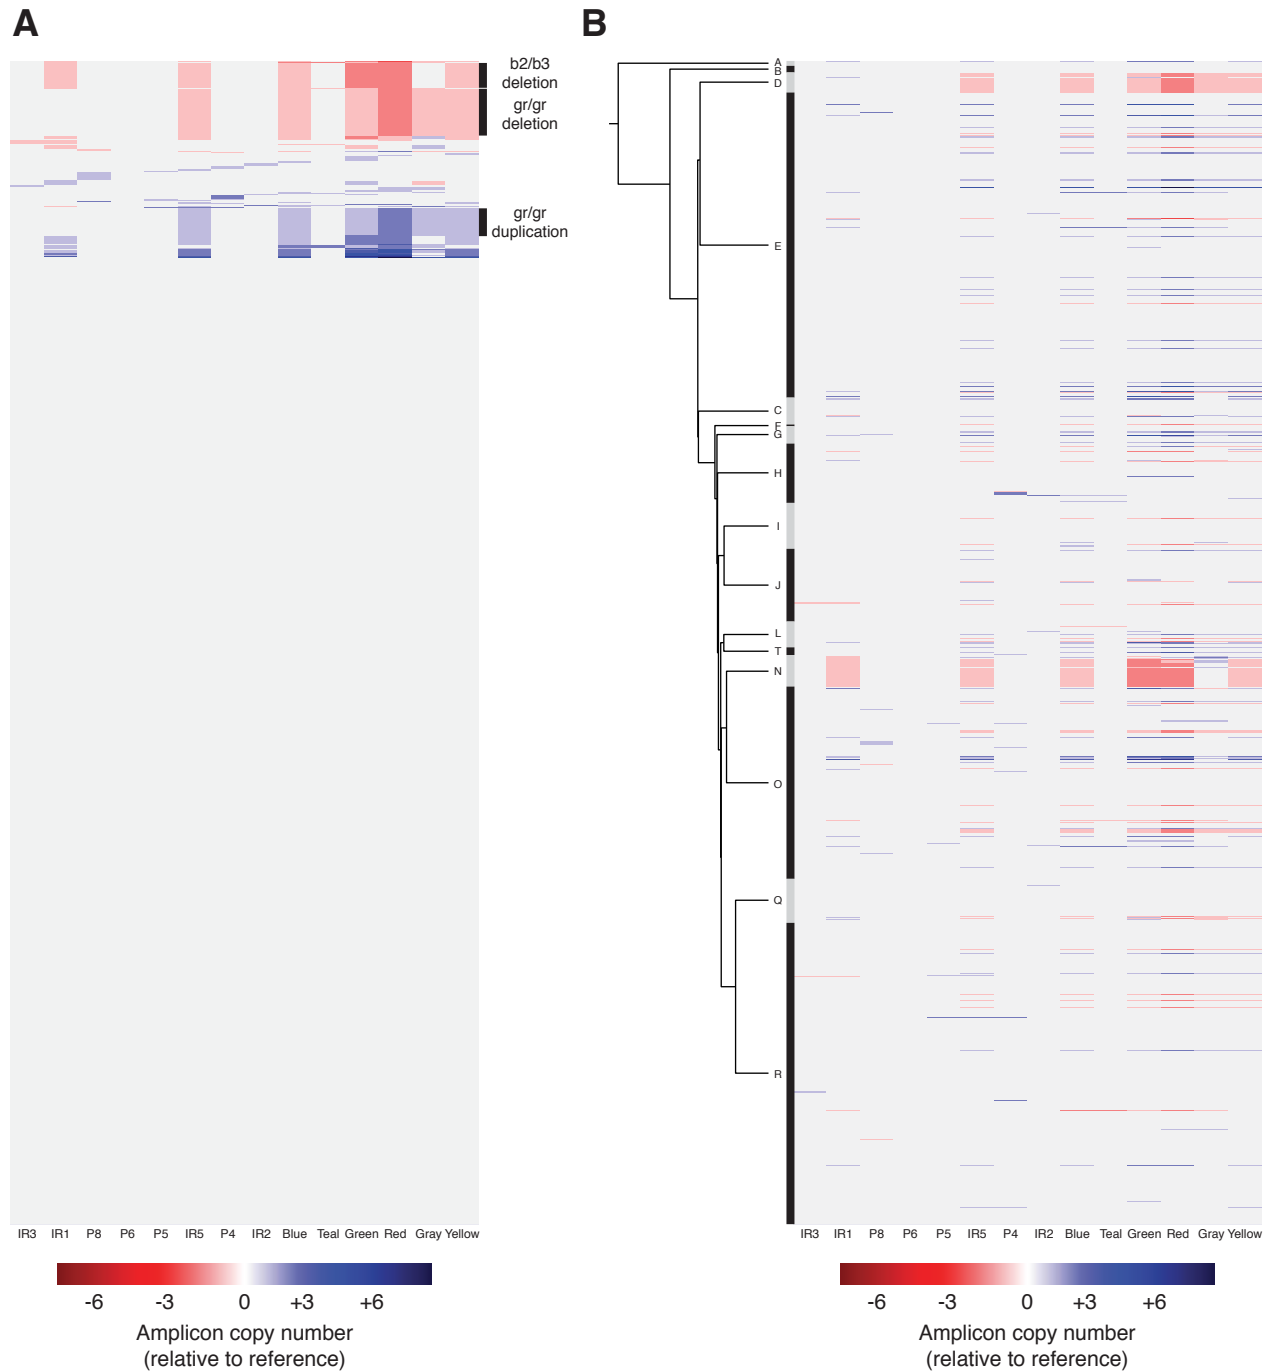 A
b2/b3
deletion
gr/gr
deletion
gr/gr
duplication
IR3 IR1 P8 P6 P5 IR5 P4 IR2 Blue Teal Green Red Gray Yellow
-6 -3 0 +3 +6
Amplicon copy number
(relative to reference)
B
A
B
D
E
C
F
G
H
I
J
L
T
N
O
Q
R
IR3 IR1 P8 P6 P5 IR5 P4 IR2 Blue Teal Green Red Gray Yellow
-6 -3 0 +3 +6
Amplicon copy number
(relative to reference)